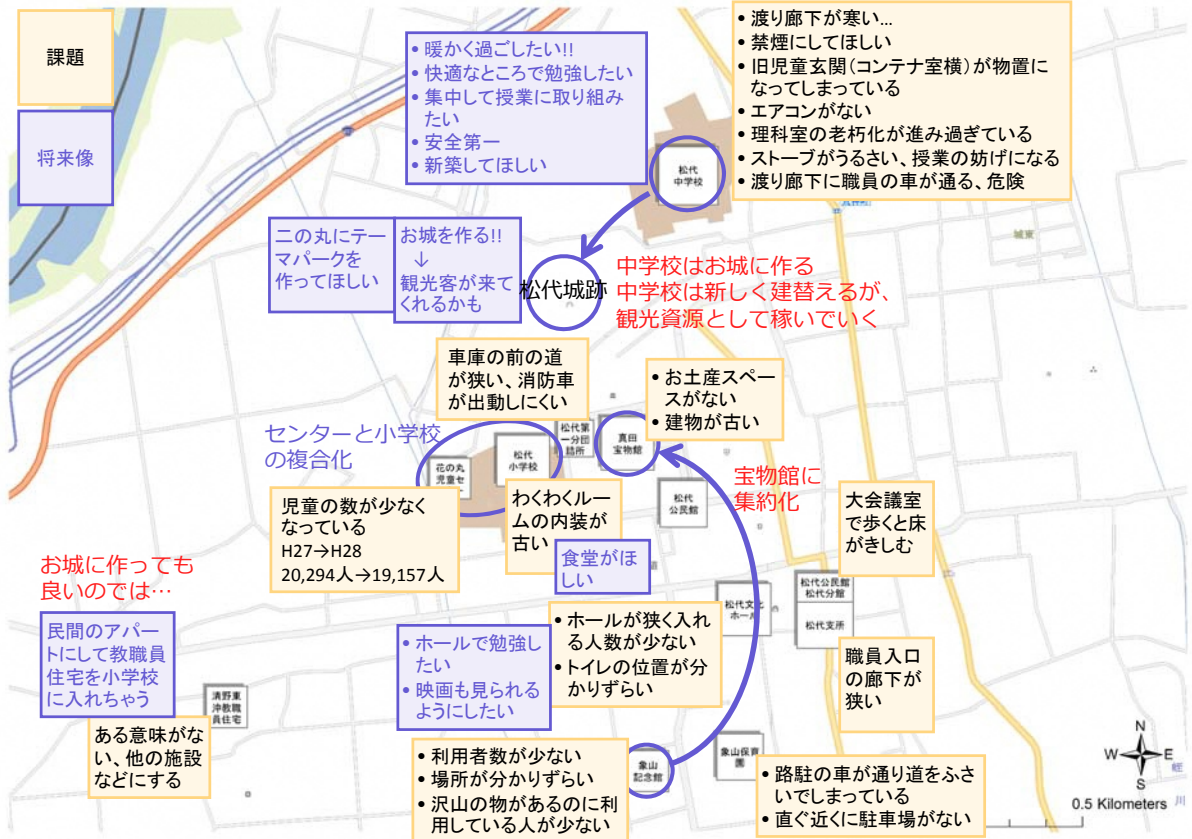 課題
将来像
• 暖かく過ごしたい!!
• 快適なところで勉強したい
• 集中して授業に取り組み
たい
• 安全第一
• 新築してほしい
• 渡り廊下が寒い…
• 禁煙にしてほしい
• 旧児童玄関(コンテナ室横)が物置に
なってしまっている
• エアコンがない
• 理科室の老朽化が進み過ぎている
• ストーブがうるさい、授業の妨げになる
• 渡り廊下に職員の車が通る、危険
松代
中学校
城東
二の丸にテー
マパークを
作ってほしい
お城を作る!!
↓
観光客が来て
くれるかも
松代城跡
中学校はお城に作る
中学校は新しく建替えるが、
観光資源として稼いでいく
車庫の前の道
が狭い、消防車
が出動しにくい
• お土産スペー
スがない
• 建物が古い
センターと小学校
の複合化
花の丸
児童セ
松代
小学校
松代第
一分団
詰所
真田
宝物館
宝物館に
集約化
松代
公民館
児童の数が少なく
なっている
H27→H28
20,294人→19,157人
わくわくルー
ムの内装が
古い
食堂がほ
しい
大会議室
で歩くと床
がきしむ
お城に作っても
良いのでは…
民間のアパー
トにして教職員
住宅を小学校
に入れちゃう
清野東
沖教職
員住宅
ある意味がな
い、他の施設
などにする
• ホールで勉強し
たい
• 映画も見られる
ようにしたい
• ホールが狭く入れ
る人数が少ない
• トイレの位置が分
かりずらい
松代文化
ホール
松代公民館
松代分館
松代支所
職員入口
の廊下が
狭い
• 利用者数が少ない
• 場所が分かりずらい
• 沢山の物があるのに利
用している人が少ない
象山
記念館
象山保育
園
• 路駐の車が通り道をふさ
いでしまっている
• 直ぐ近くに駐車場がない
N
W
E
S
0.5 Kilometers
川